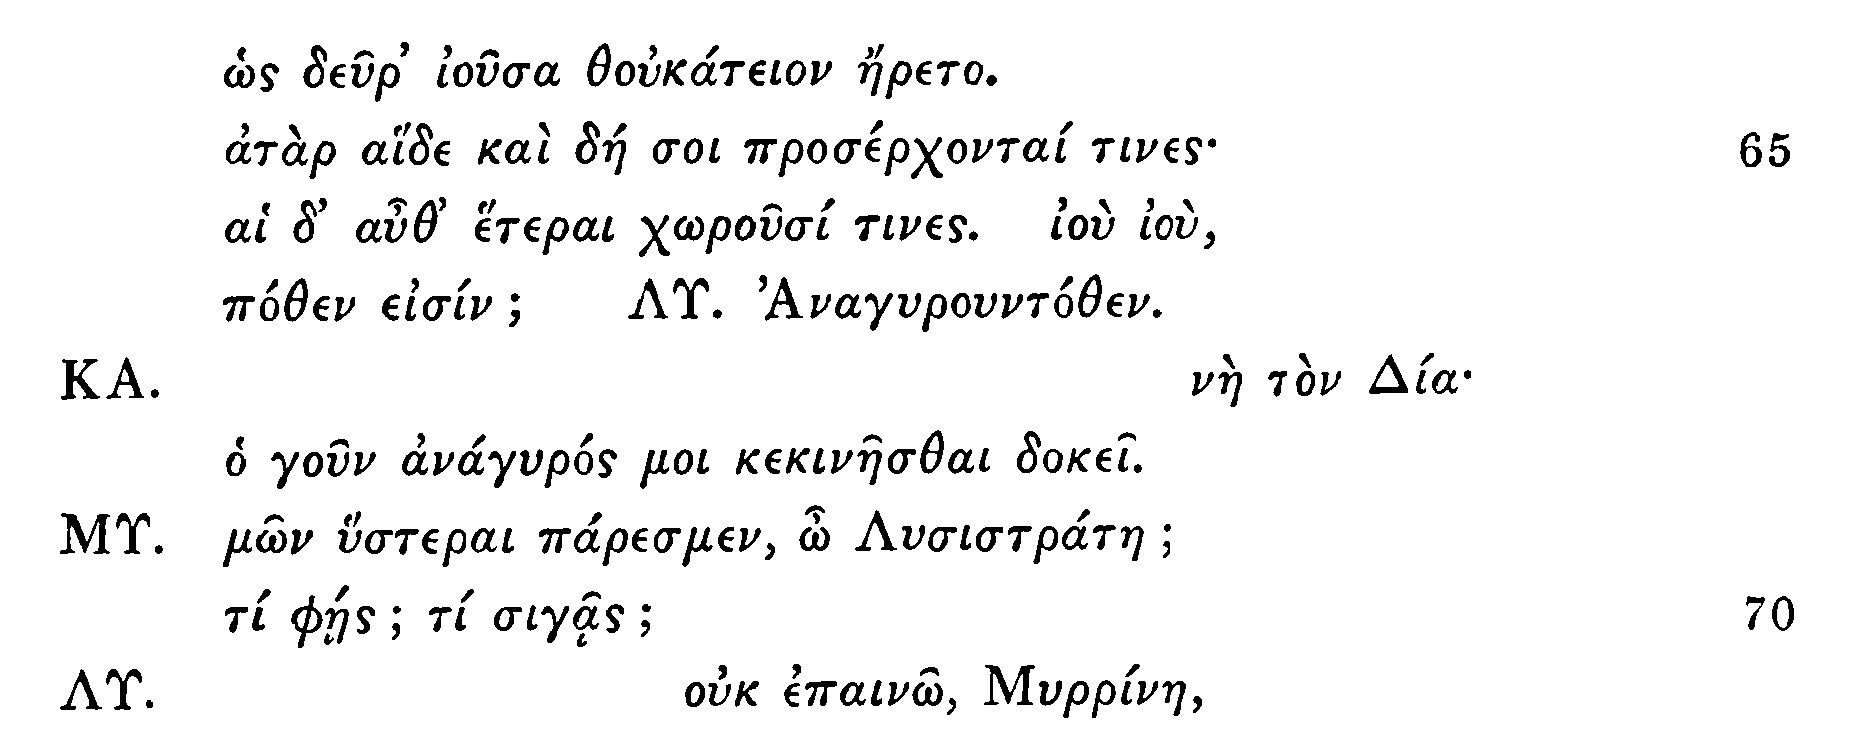 ὡς δεῦρ’ ἰοῦσα θοὐκάτειον ἤρετο.
ἀτὰρ αἵδε καὶ δή σοι προσέρχονταί τινες· 65
αἱ δ’ αὖθ’ ἕτεραι χωροῦσί τινες. ἰοὺ ἰοὺ,
πόθεν εἰσίν ; ΛΥ. Ἀναγυρουντόθεν.
ΚΑ. νὴ τὸν Δία·
ὁ γοῦν ἀνάγυρός μοι κεκινῆσθαι δοκεῖ.
ΜΥ. μῶν ὕστεραι πάρεσμεν, ὦ Λυσιστράτη ;
τί φῄς ; τί σιγᾷς ; 70
ΛΥ. οὐκ ἐπαινῶ, Μυρρίνη,